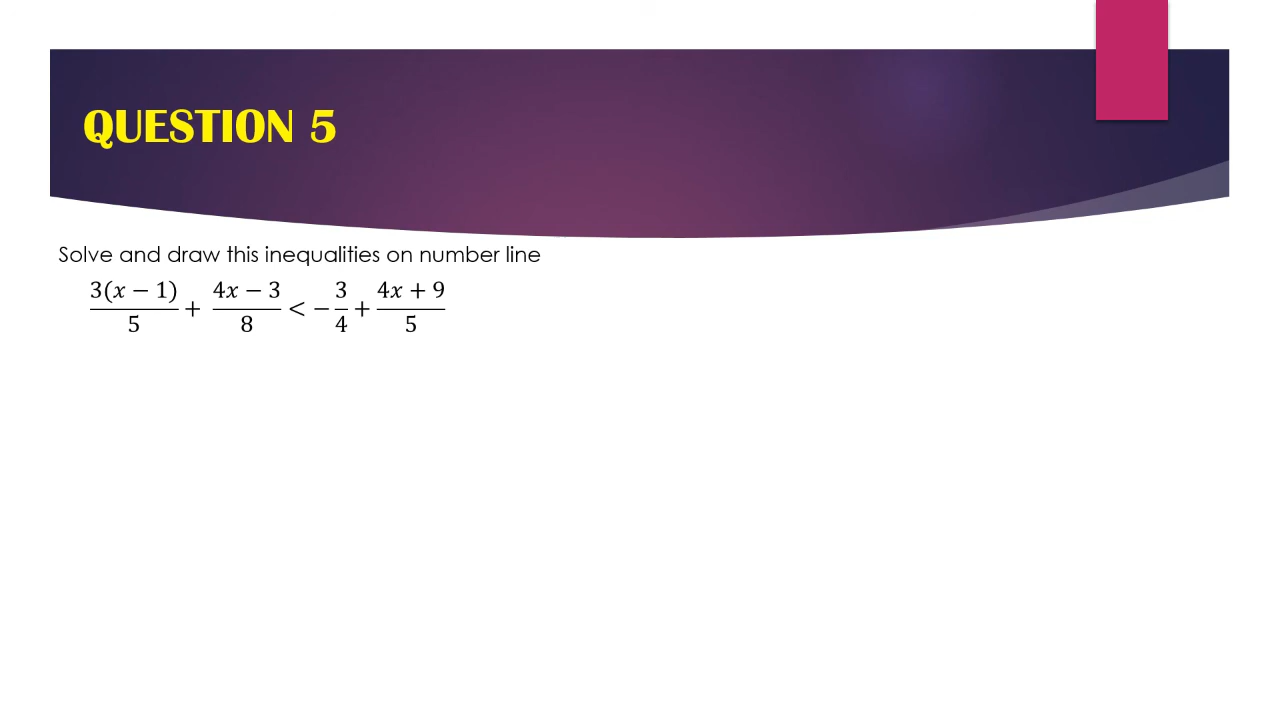 QUESTION 5
Solve and draw this inequalities on number line
3(x − 1)/5 + 4x − 3/8 < − 3/4 + 4x + 9/5